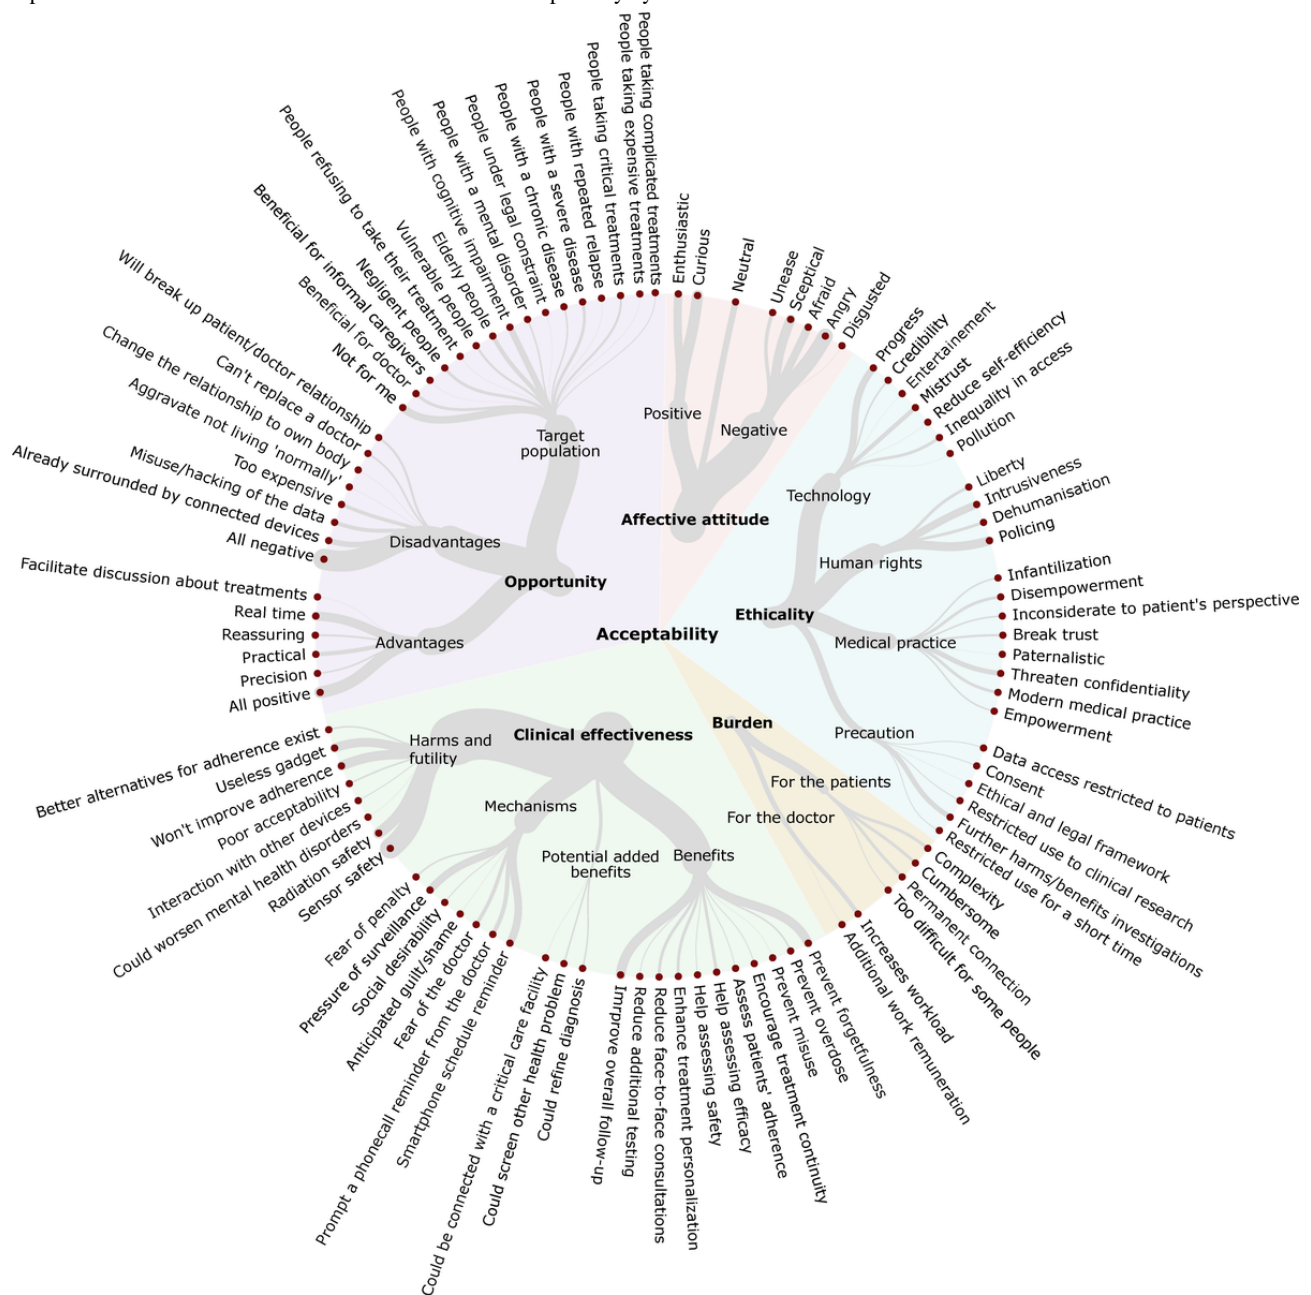 Acceptability
Affective attitude
Positive
Enthusiastic
Curious
Neutral
Negative
Unease
Sceptical
Afraid
Angry
Disgusted
Ethicality
Technology
Progress
Credibility
Entertainement
Mistrust
Reduce self-efficiency
Inequality in access
Pollution
Human rights
Liberty
Intrusiveness
Dehumanisation
Policing
Medical practice
Infantilization
Disempowerment
Inconsiderate to patient's perspective
Break trust
Paternalistic
Threaten confidentiality
Modern medical practice
Empowerment
Precaution
Data access restricted to patients
Consent
Ethical and legal framework
Restricted use to clinical research
Further harms/benefits investigations
Restricted use for a short time
Burden
For the patients
Complexity
Cumbersome
Permanent connection
Too difficult for some people
For the doctor
Increases workload
Additional work remuneration
Clinical effectiveness
Benefits
Prevent forgetfulness
Prevent overdose
Prevent misuse
Encourage treatment continuity
Assess patients' adherence
Help assessing efficacy
Help assessing safety
Enhance treatment personalization
Reduce face-to-face consultations
Reduce additional testing
Imrprove overall follow-up
Potential added
benefits
Could refine diagnosis
Could screen other health problem
Could be connected with a critical care facility
Mechanisms
Smartphone schedule reminder
Prompt a phonecall reminder from the doctor
Fear of the doctor
Anticipated guilt/shame
Social desirability
Pressure of surveillance
Fear of penalty
Harms and
futility
Sensor safety
Radiation safety
Could worsen mental health disorders
Interaction with other devices
Poor acceptability
Won't improve adherence
Useless gadget
Better alternatives for adherence exist
Opportunity
Advantages
All positive
Precision
Practical
Reassuring
Real time
Facilitate discussion about treatments
Disadvantages
All negative
Already surrounded by connected devices
Misuse/hacking of the data
Too expensive
Aggravate not living 'normally'
Change the relationship to own body
Can't replace a doctor
Will break up patient/doctor relationship
Target
population
Not for me
Beneficial for doctor
Beneficial for informal caregivers
Negligent people
People refusing to take their treatment
Vulnerable people
Elderly people
People with cognitive impairment
People with a mental disorder
People under legal constraint
People with a chronic disease
People with a severe disease
People with repeated relapse
People taking critical treatments
People taking expensive treatments
People taking complicated treatments